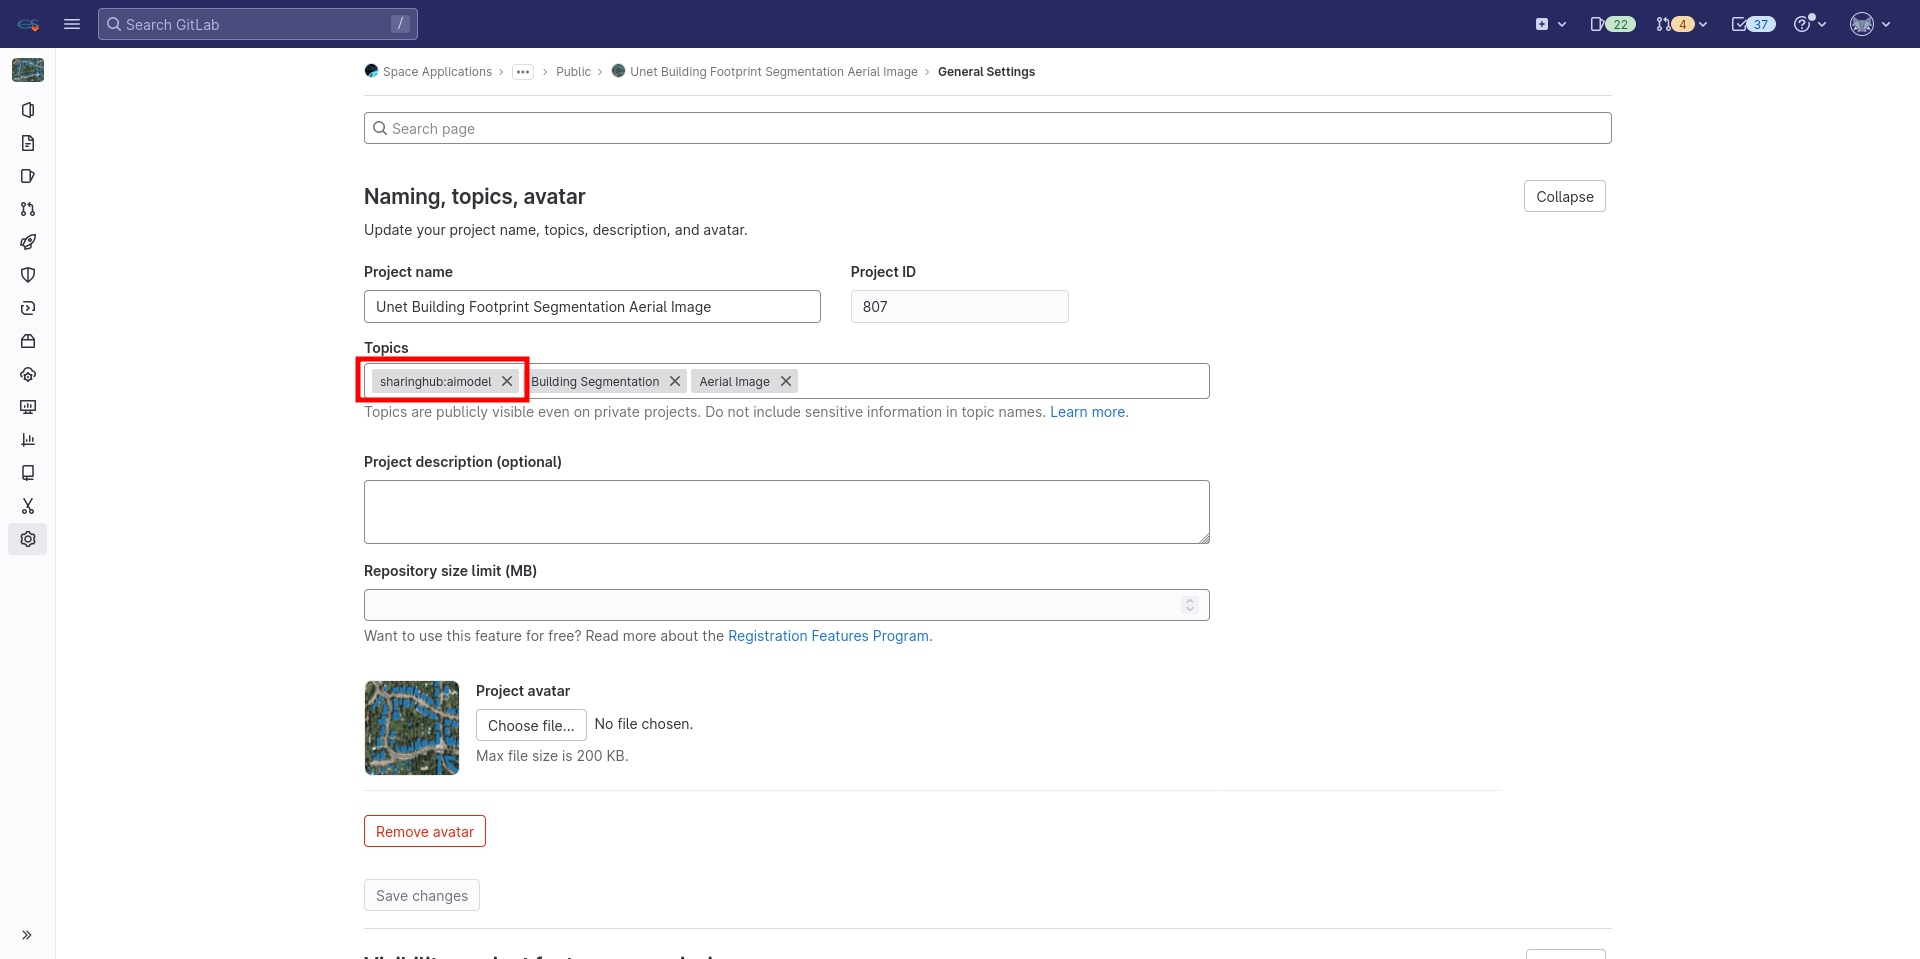 Search GitLab /
22
4
37
Space Applications › ••• › Public › Unet Building Footprint Segmentation Aerial Image › General Settings
Search page
Naming, topics, avatar
Collapse
Update your project name, topics, description, and avatar.
Project name
Project ID
Unet Building Footprint Segmentation Aerial Image
807
Topics
sharinghub:aimodel
Building Segmentation
Aerial Image
Topics are publicly visible even on private projects. Do not include sensitive information in topic names. Learn more.
Project description (optional)
Repository size limit (MB)
Want to use this feature for free? Read more about the Registration Features Program.
Project avatar
Choose file... No file chosen.
Max file size is 200 KB.
Remove avatar
Save changes